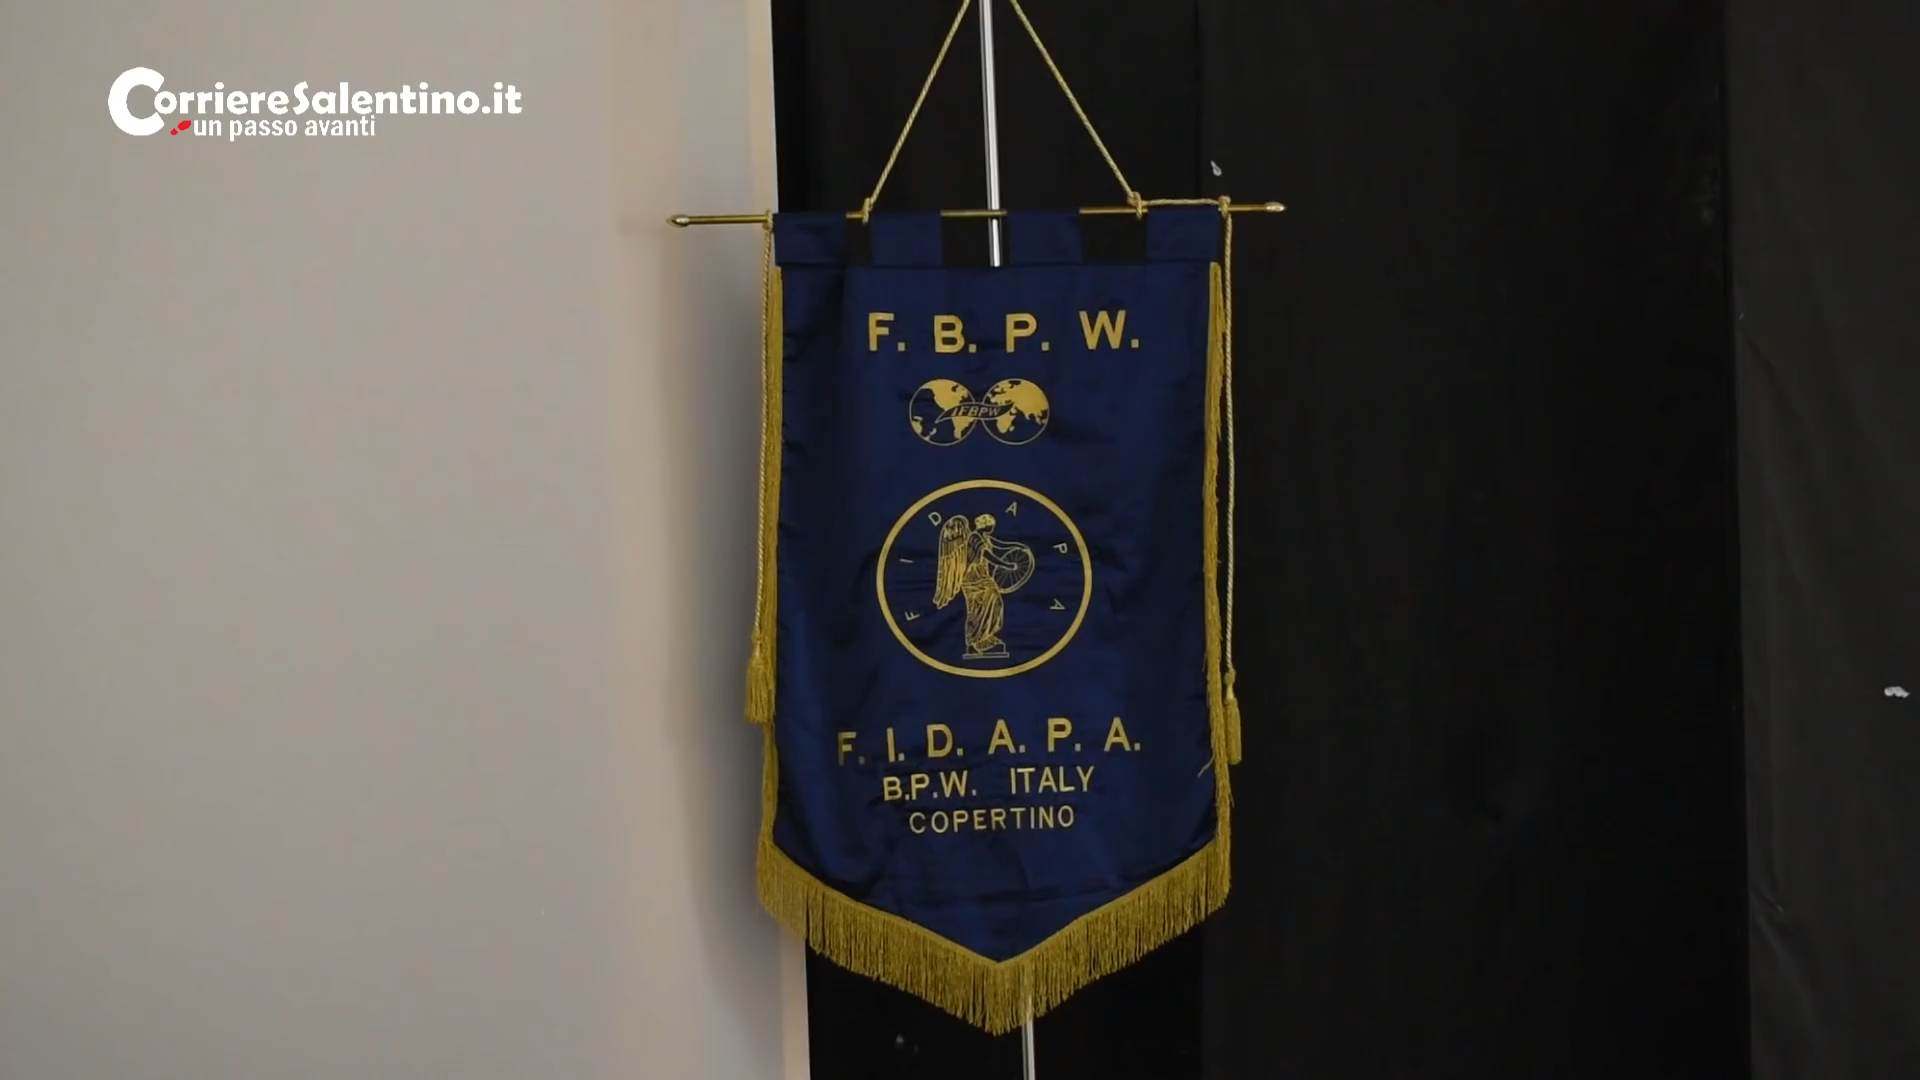 CorriereSalentino.it
un passo avanti
F. B. P. W.
IFBPW
F I D A P A
F. I. D. A. P. A.
B.P.W. ITALY
COPERTINO